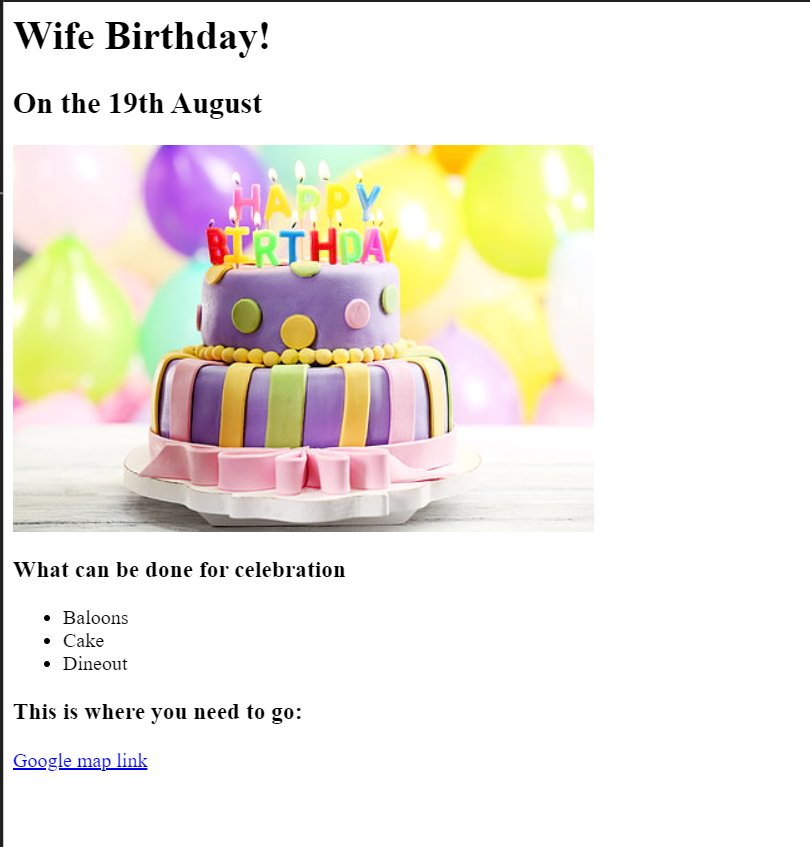 Wife Birthday!
On the 19th August
HAPPY
BIRTHDAY
What can be done for celebration
Baloons
Cake
Dineout
This is where you need to go:
Google map link